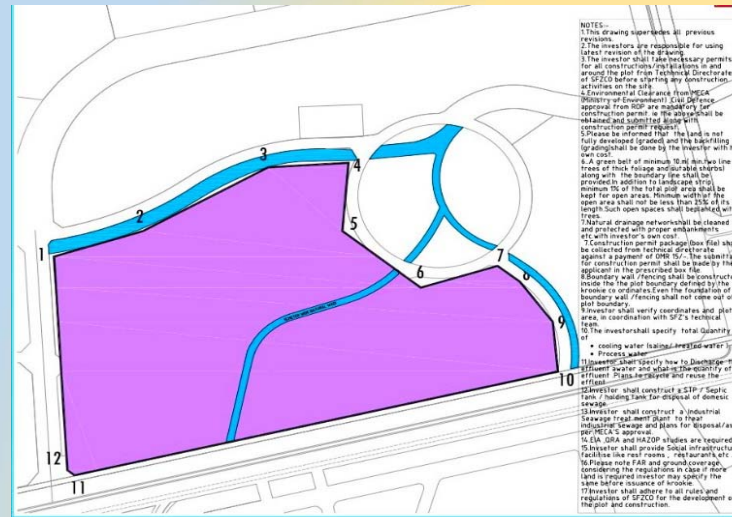 1
2
3
4
5
6
7
8
9
10
11
12
NOTES:-
1.This drawing supersedes all previous
revisions.
2.The investors are responsible for using
latest revision of the drawing.
3.The investor shall take necessary permits
for all constructions/installations in and
around the plot from Technical Directorate
of SFZCO before starting any construction
activities on the site.
4.Environmental Clearance from MECA
(Ministry of Environment) ,Civil Defence
approval from ROP are mandatory for
construction permit. ie the above shall be
obtained and submitted along with
construction permit request.
5.Please be informed that the land is not
fully developed (graded) and the backfilling
(grading)shall be done by the investor with
own cost.
6..A green belt of minimum 10.m( min.two line
trees of thick foliage and sutable shorbs)
along with the boundary line shall be
provided.In addition to landscape strip
minimum 1% of the total plot area shall be
kept for open areas. Minimum width of the
open area shall not be less than 25% of its
length.Such open spaces shall beplanted wit
trees.
7.Natural drainage networkshall be cleaned
and protected with proper embankments
etc with investor's own cost.
7.Construction permit package (box file) sha
be collected from technical directorate
against a payment of OMR 15/-.The submitta
for construction permit shall be made by the
applicant in the prescribed box file.
8.Boundary wall /fencing shall be constructe
inside the the plot boundary defined by the
krookie co ordinates.Even the foundation of
boundary wall /fencing shall not come out of
plot boundary.
9.Investor shall verify coordinates and plot
area, in coordination with SFZ's technical
team.
10.The investorshall specify total Quantity
of
• cooling water (saline/ treated water )
• Process water
11.Investor shall specify how to Discharge
effluent awater and what is the quantity of
effluent .Plans to recycle and reuse the
efflent
12.Investor shall construct a STP / Septic
tank / holding tank for disposal of domesic
sewage.
13.Investor shall construct a Industrial
Seawage treatment plant to treat
industrial sewage and plans for disposal/as
per MECA'S approval.
14.EIA ,QRA and HAZOP studies are required
15.Invsetor shall provide Social infrastructu
facilitise like rest rooms , restaurants,etc
16.Please note FAR and ground coverage
considering the regulations in case if more
land is required investor may specify the
same before issuance of krookie.
17.Investor shall adhere to all rules and
regulations of SFZCO for the development o
the plot and construction.